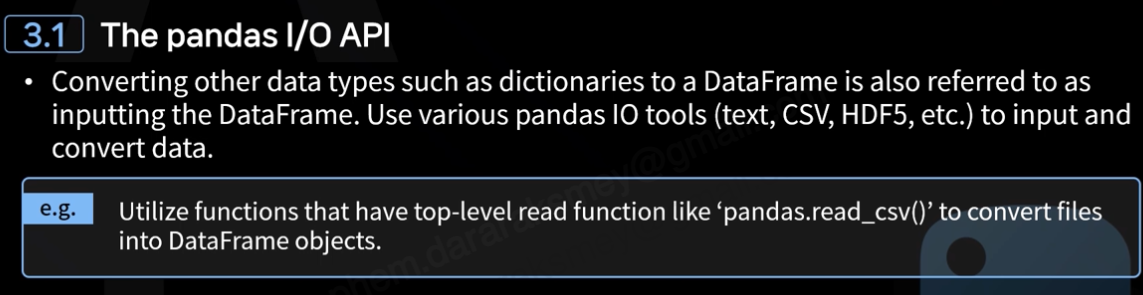 3.1 The pandas I/O API
• Converting other data types such as dictionaries to a DataFrame is also referred to as
inputting the DataFrame. Use various pandas IO tools (text, CSV, HDF5, etc.) to input and
convert data.
e.g. Utilize functions that have top-level read function like ‘pandas.read_csv()’ to convert files
into DataFrame objects.